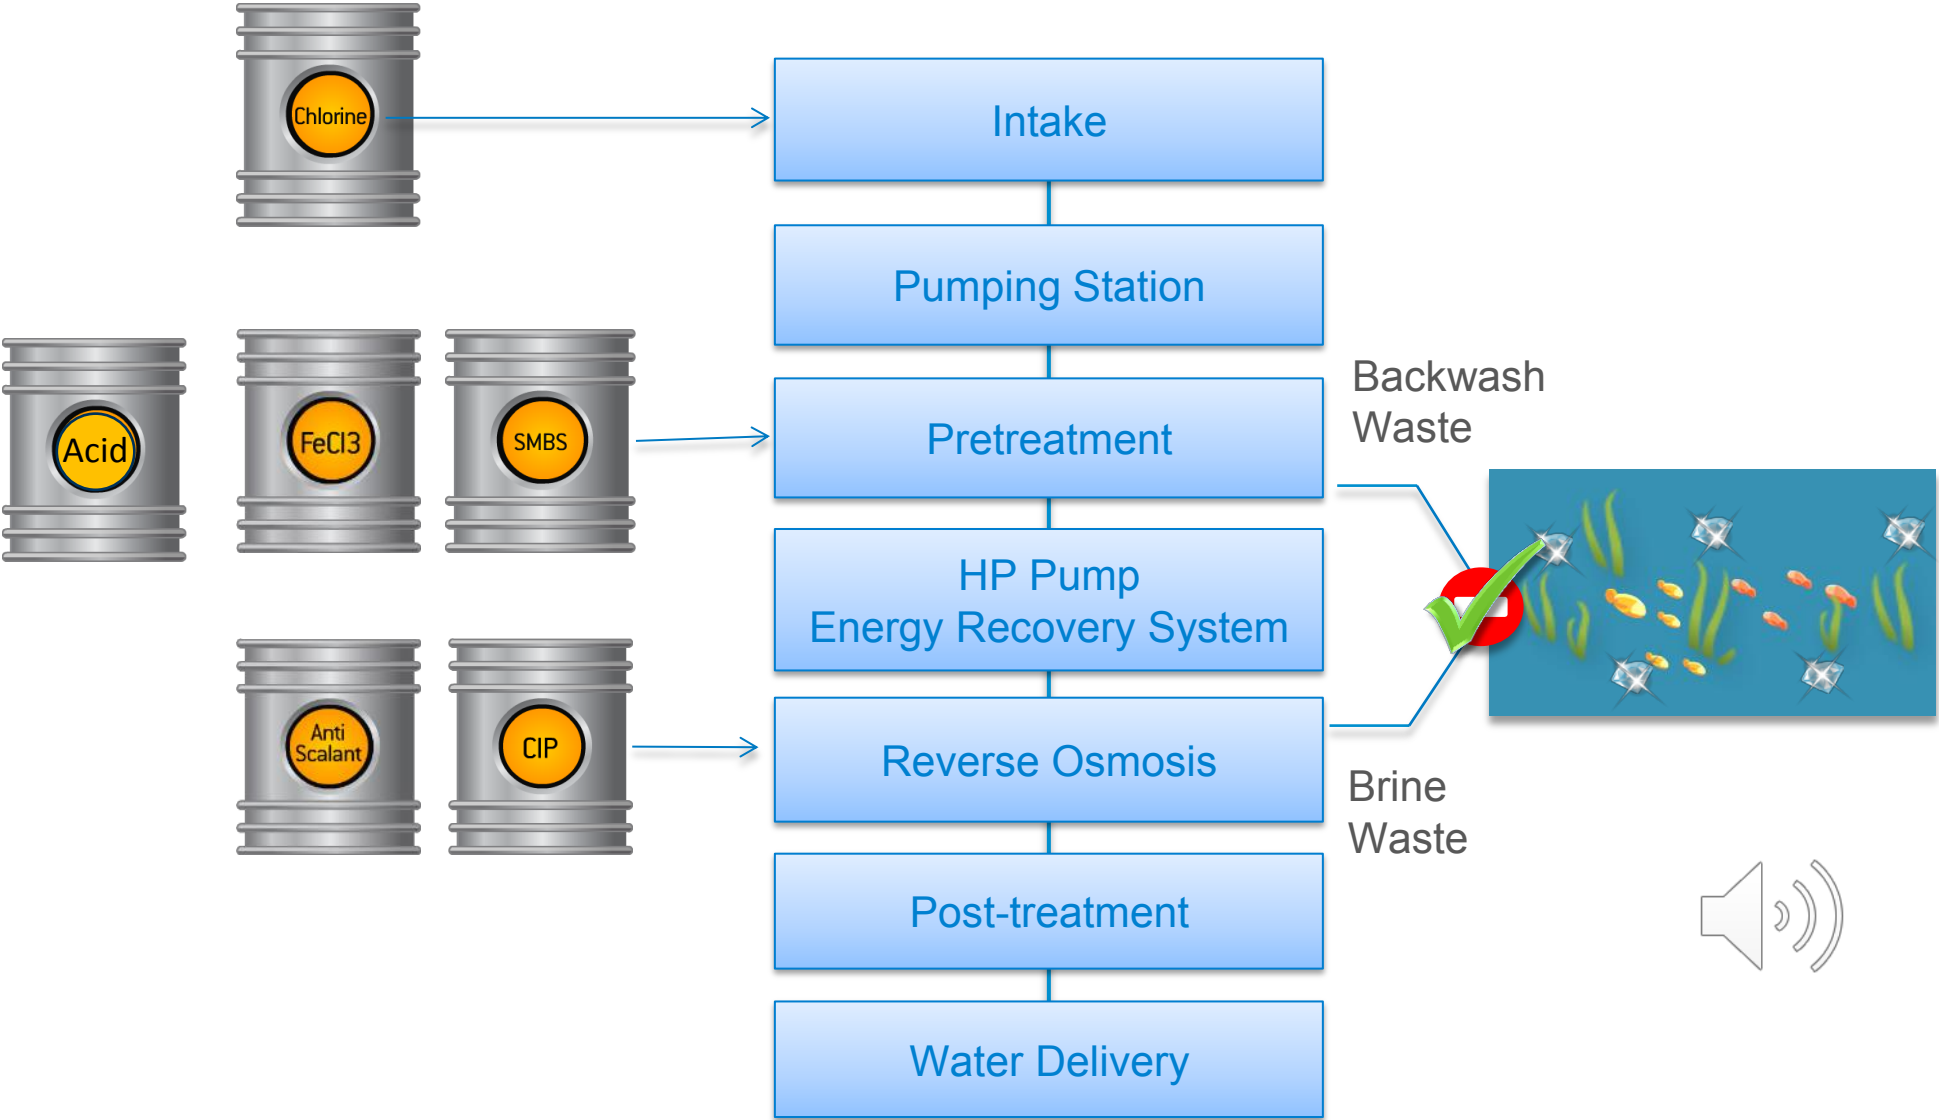 Chlorine
Intake
Pumping Station
Acid
FeCl3
SMBS
Pretreatment
Backwash
Waste
HP Pump
Energy Recovery System
Anti
Scalant
CIP
Reverse Osmosis
Brine
Waste
Post-treatment
Water Delivery